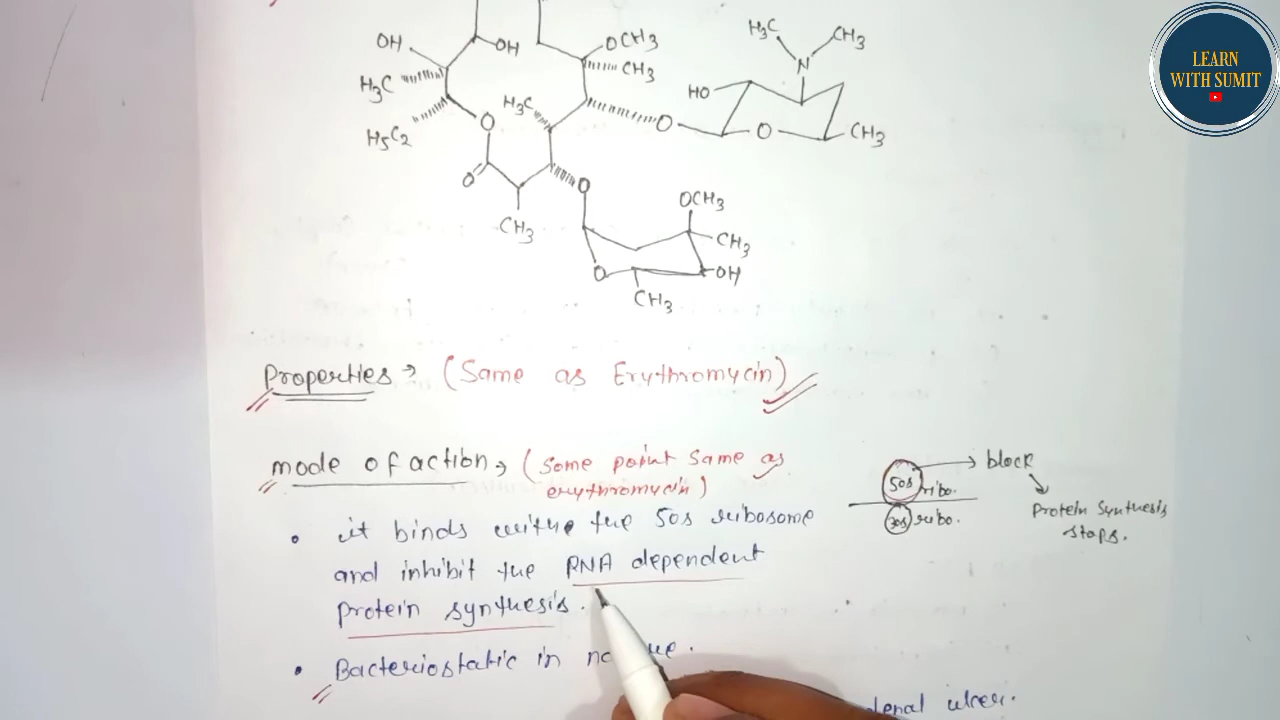 H₃C CH₃
OH OH OCH₃ N
H₃C CH₃ HO
H₃C O
H₅C₂ O O CH₃
O O
OCH₃
CH₃ CH₃
O OH
CH₃
LEARN
WITH SUMIT
Properties → (Same as Erythromycin)
mode of action → (Some point same as
erythromycin)
50s ribo. → block
30s ribo.
Protein Synthesis
stops.
• it binds withe the 50s ribosome
and inhibit the RNA dependent
protein synthesis.
• Bacteriostatic in
ulcer.